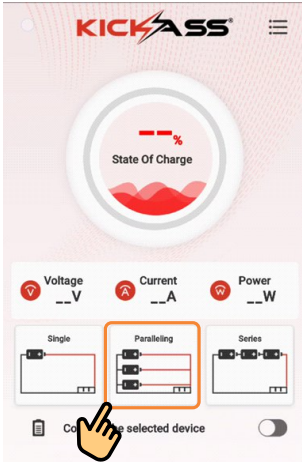 KICKASS®
--%
State Of Charge
Voltage
__V
Current
__A
Power
__W
Single
Paralleling
Series
Co e selected device